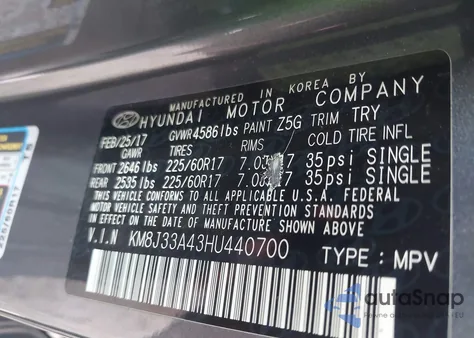 MANUFACTURED IN KOREA BY
HYUNDAI MOTOR COMPANY
FEB/25/17 GVWR4586lbs PAINT Z5G TRIM TRY
GAWR TIRES RIMS COLD TIRE INFL
FRONT 2646 lbs 225/60R17 35psi SINGLE
REAR 2535 lbs 225/60R17 35psi SINGLE
THIS VEHICLE CONFORMS TO ALL APPLICABLE U.S.A. FEDERAL
MOTOR VEHICLE SAFETY AND THEFT PREVENTION STANDARDS
IN EFFECT ON THE DATE OF MANUFACTURE SHOWN ABOVE.
V.I.N KM8J33A43HU440700 TYPE: MPV
225/60R17
autoSnap